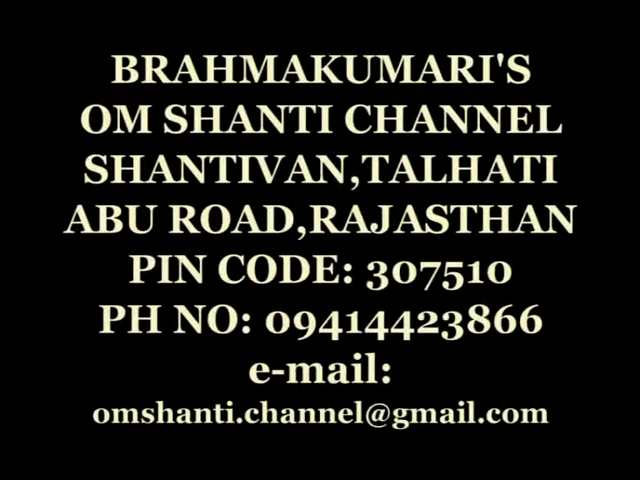 BRAHMAKUMARI'S
OM SHANTI CHANNEL
SHANTIVAN,TALHATI
ABU ROAD,RAJASTHAN
PIN CODE: 307510
PH NO: 09414423866
e-mail:
omshanti.channel@gmail.com